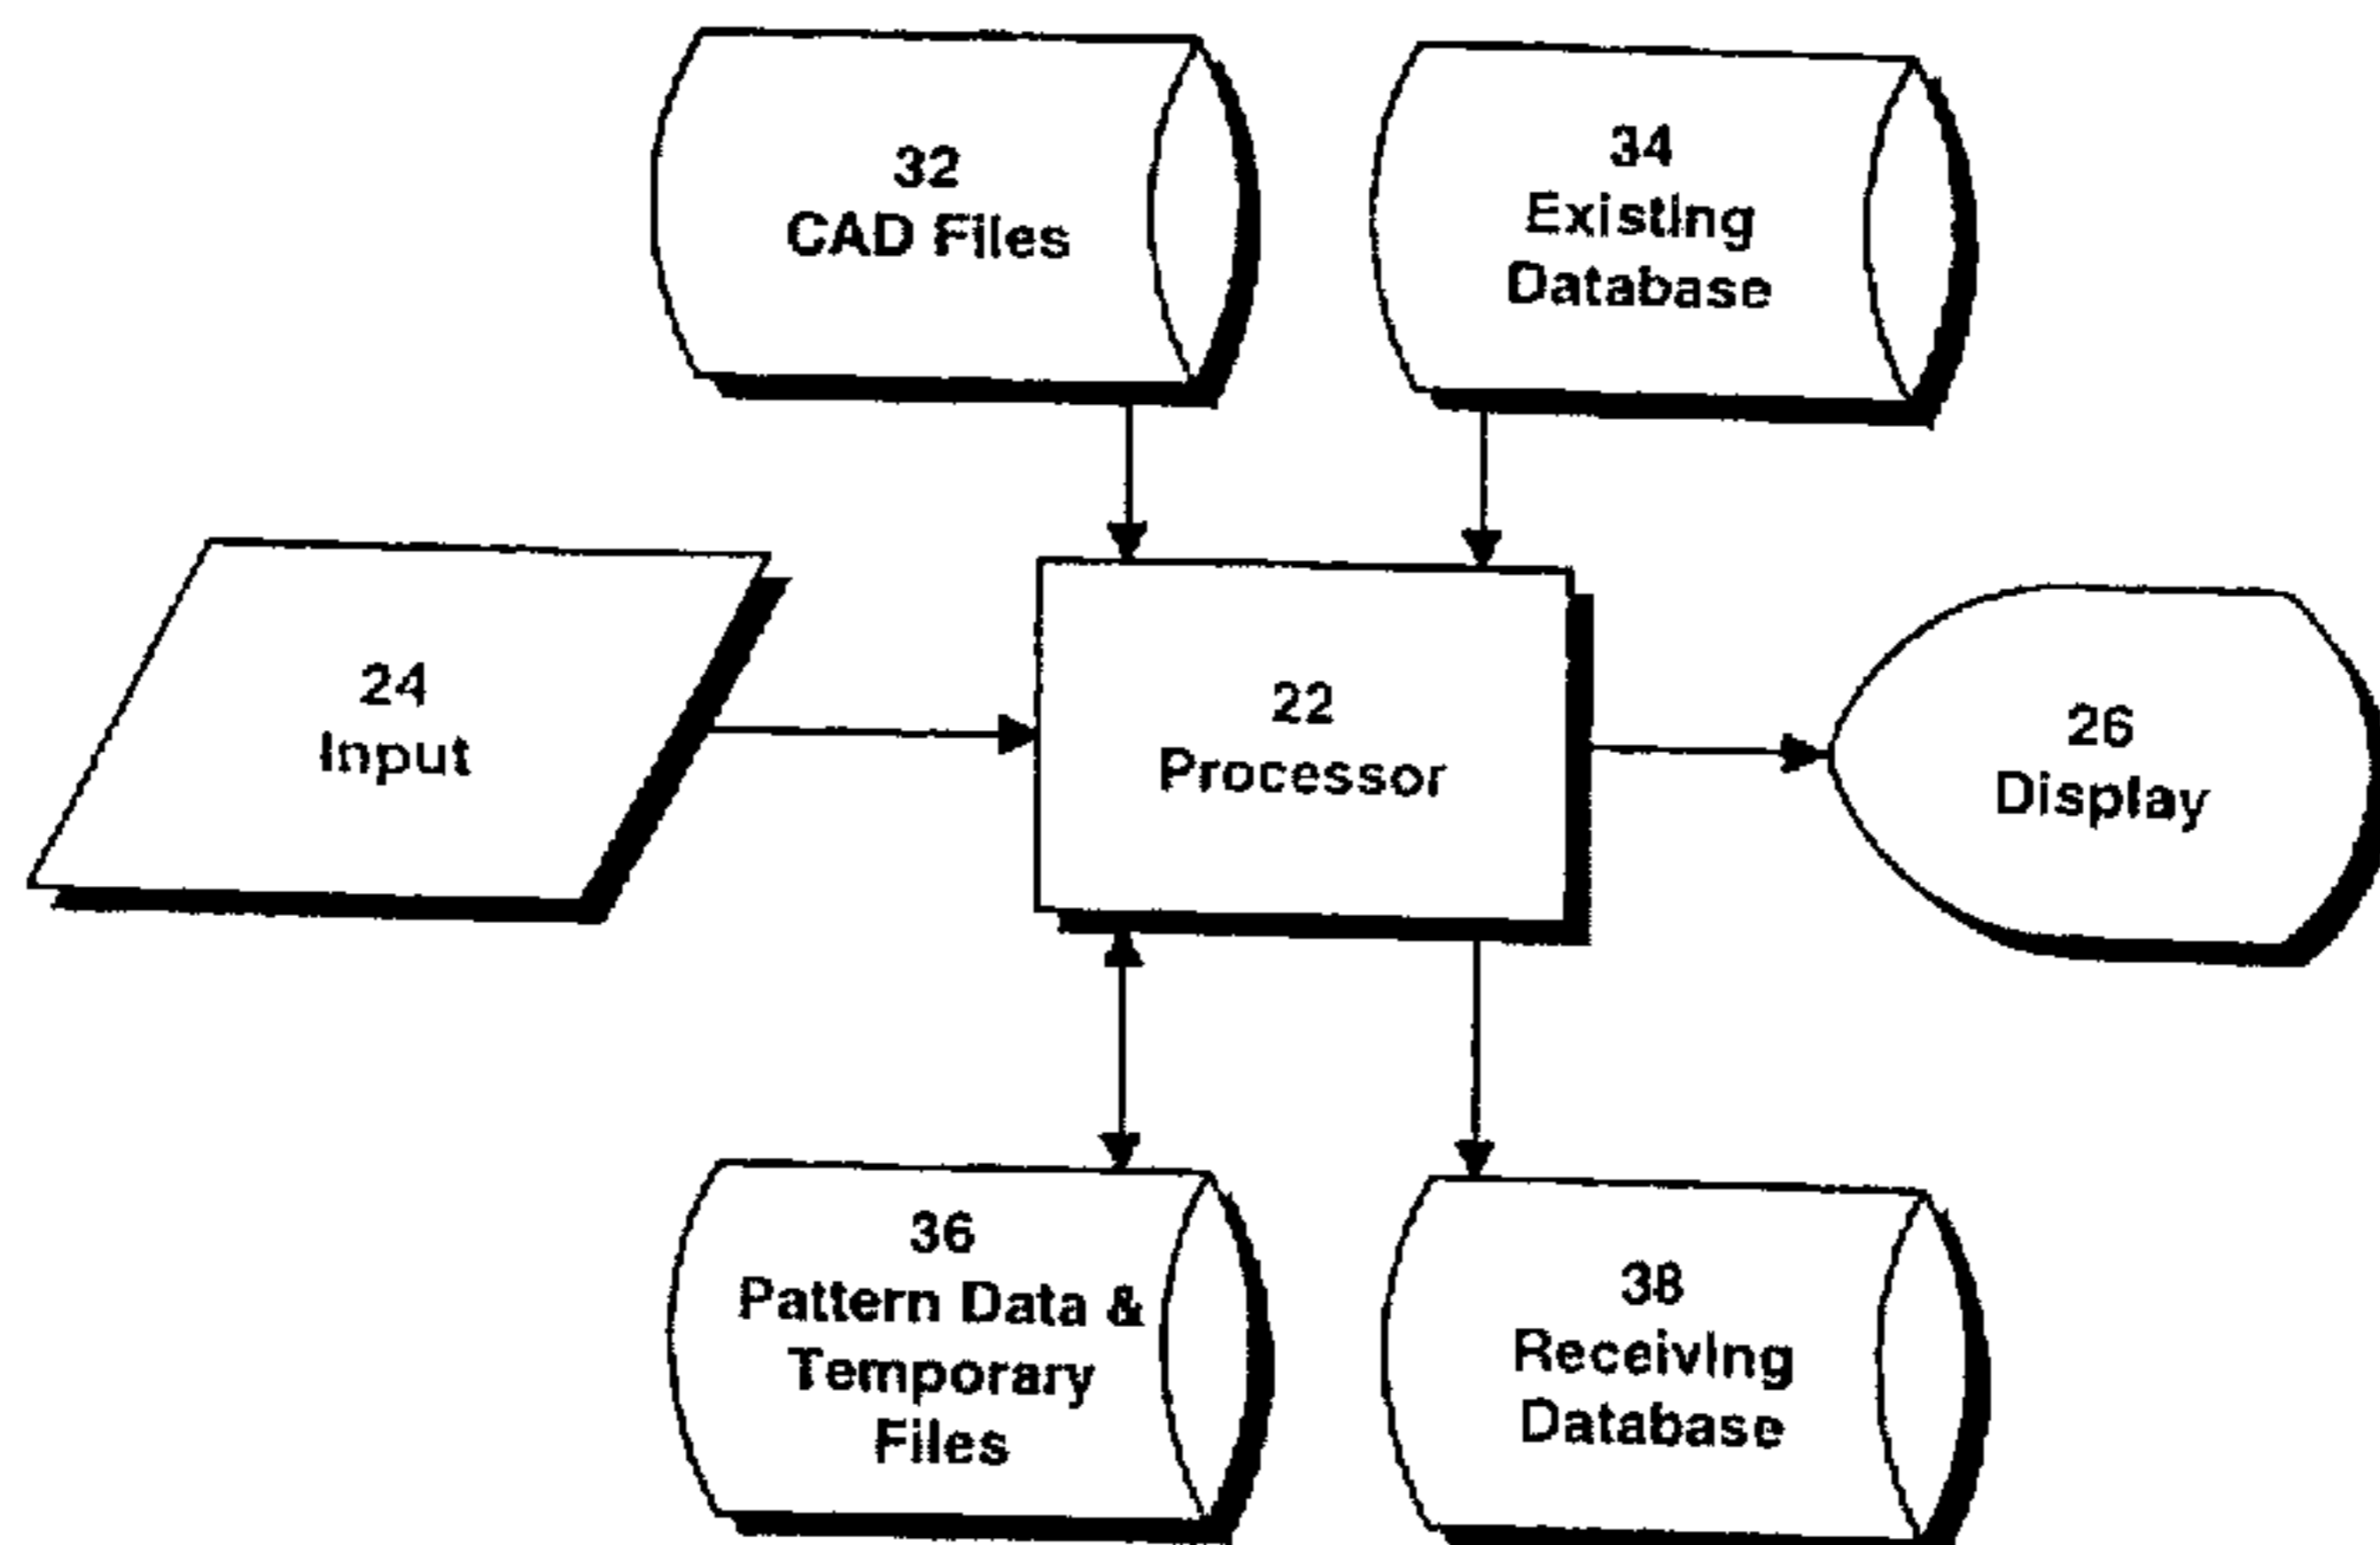 32
CAD Files
34
Existing
Database
24
Input
22
Processor
26
Display
36
Pattern Data &
Temporary
Files
38
Receiving
Database